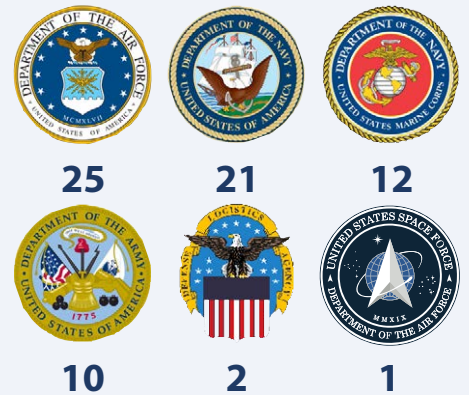 DEPARTMENT OF THE AIR FORCE
MCMXLVII
UNITED STATES OF AMERICA
DEPARTMENT OF THE NAVY
UNITED STATES OF AMERICA
DEPARTMENT OF THE NAVY
UNITED STATES MARINE CORPS
25
21
12
DEPARTMENT OF THE ARMY
1775
UNITED STATES OF AMERICA
DEFENSE LOGISTICS AGENCY
UNITED STATES SPACE FORCE
MMXIX
DEPARTMENT OF THE AIR FORCE
10
2
1